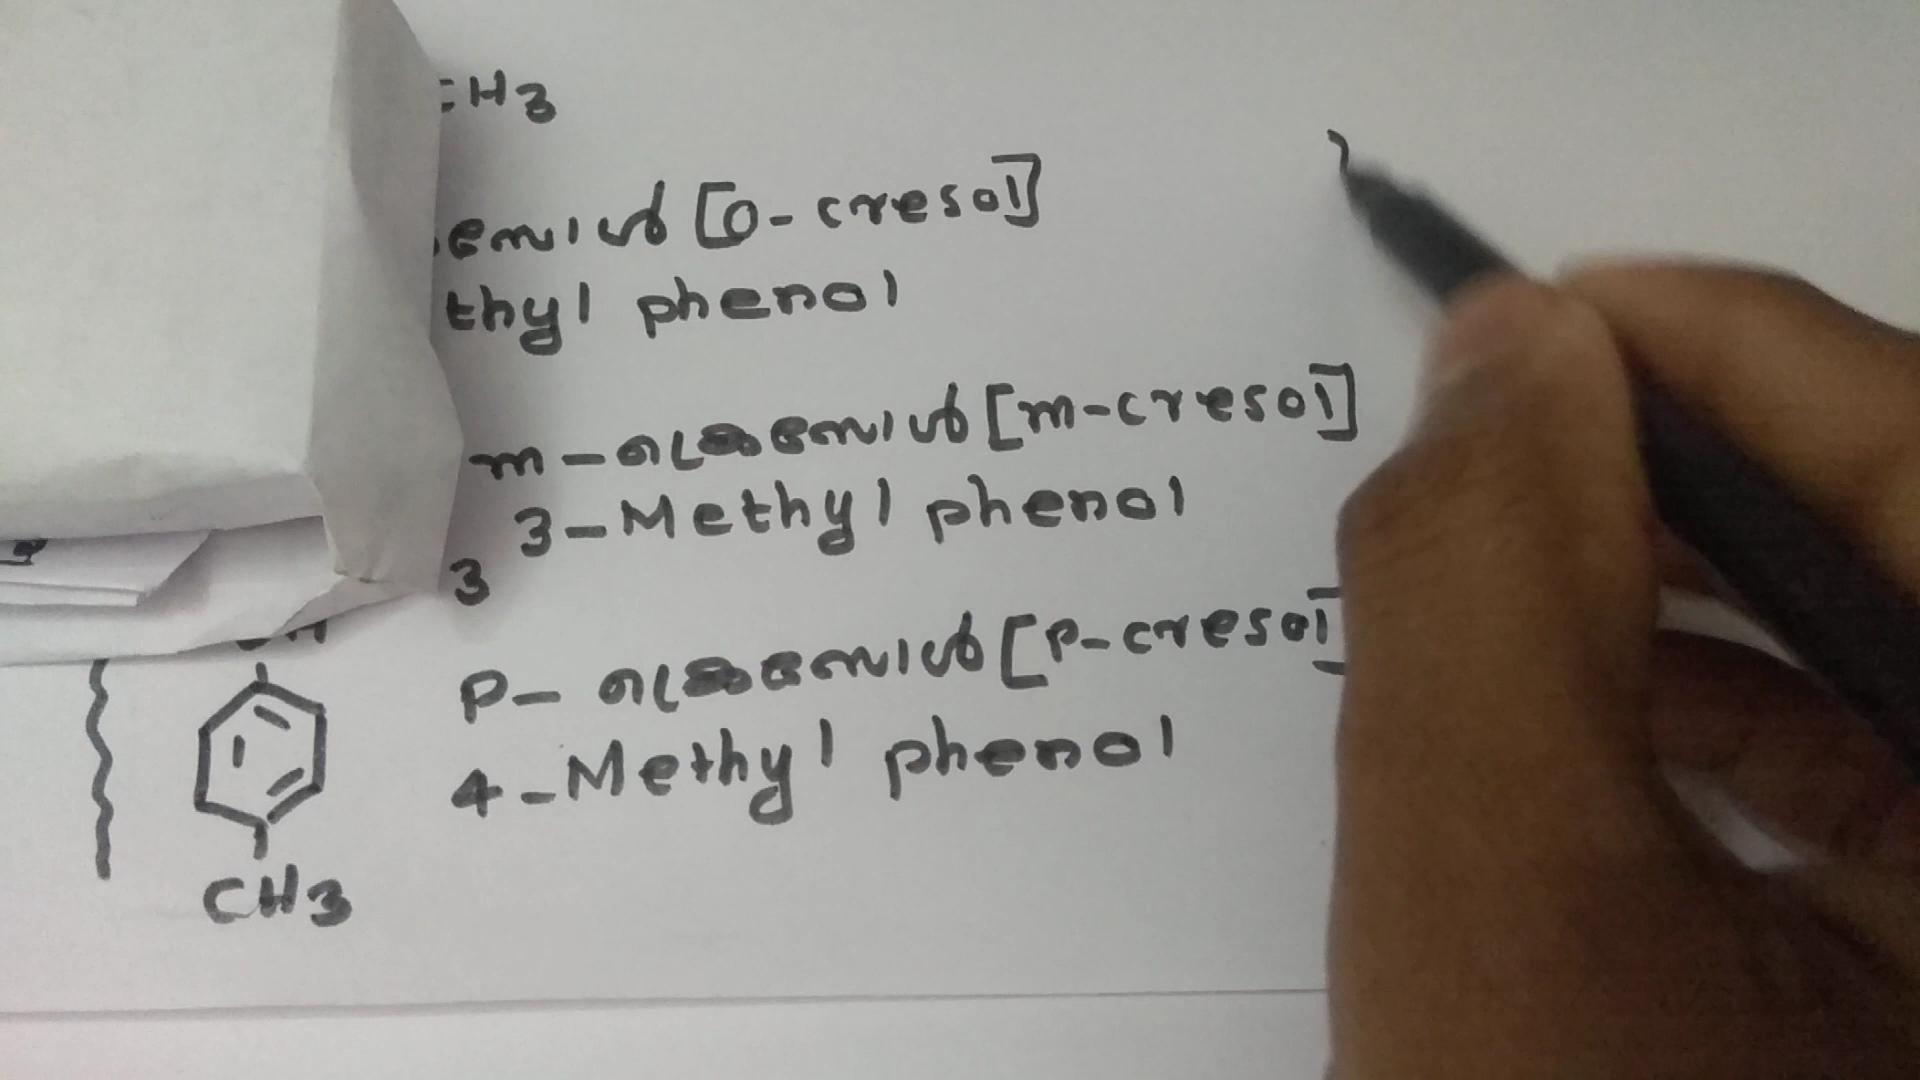 CH3
[o-cresol]
thyl phenol
m-ക്രെസോൾ [m-cresol]
3-Methyl phenol
3
p-ക്രെസോൾ [p-cresol]
4-Methyl phenol
CH3